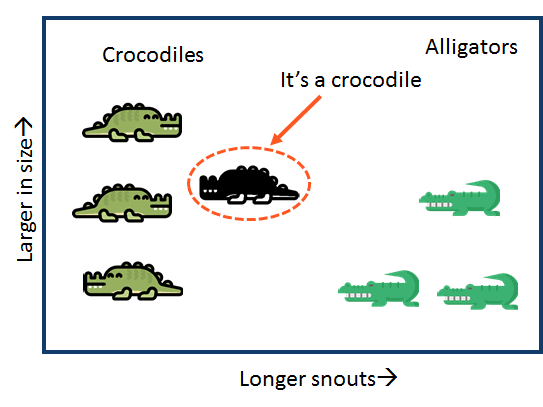 Crocodiles
Alligators
It's a crocodile
Larger in size→
Longer snouts→